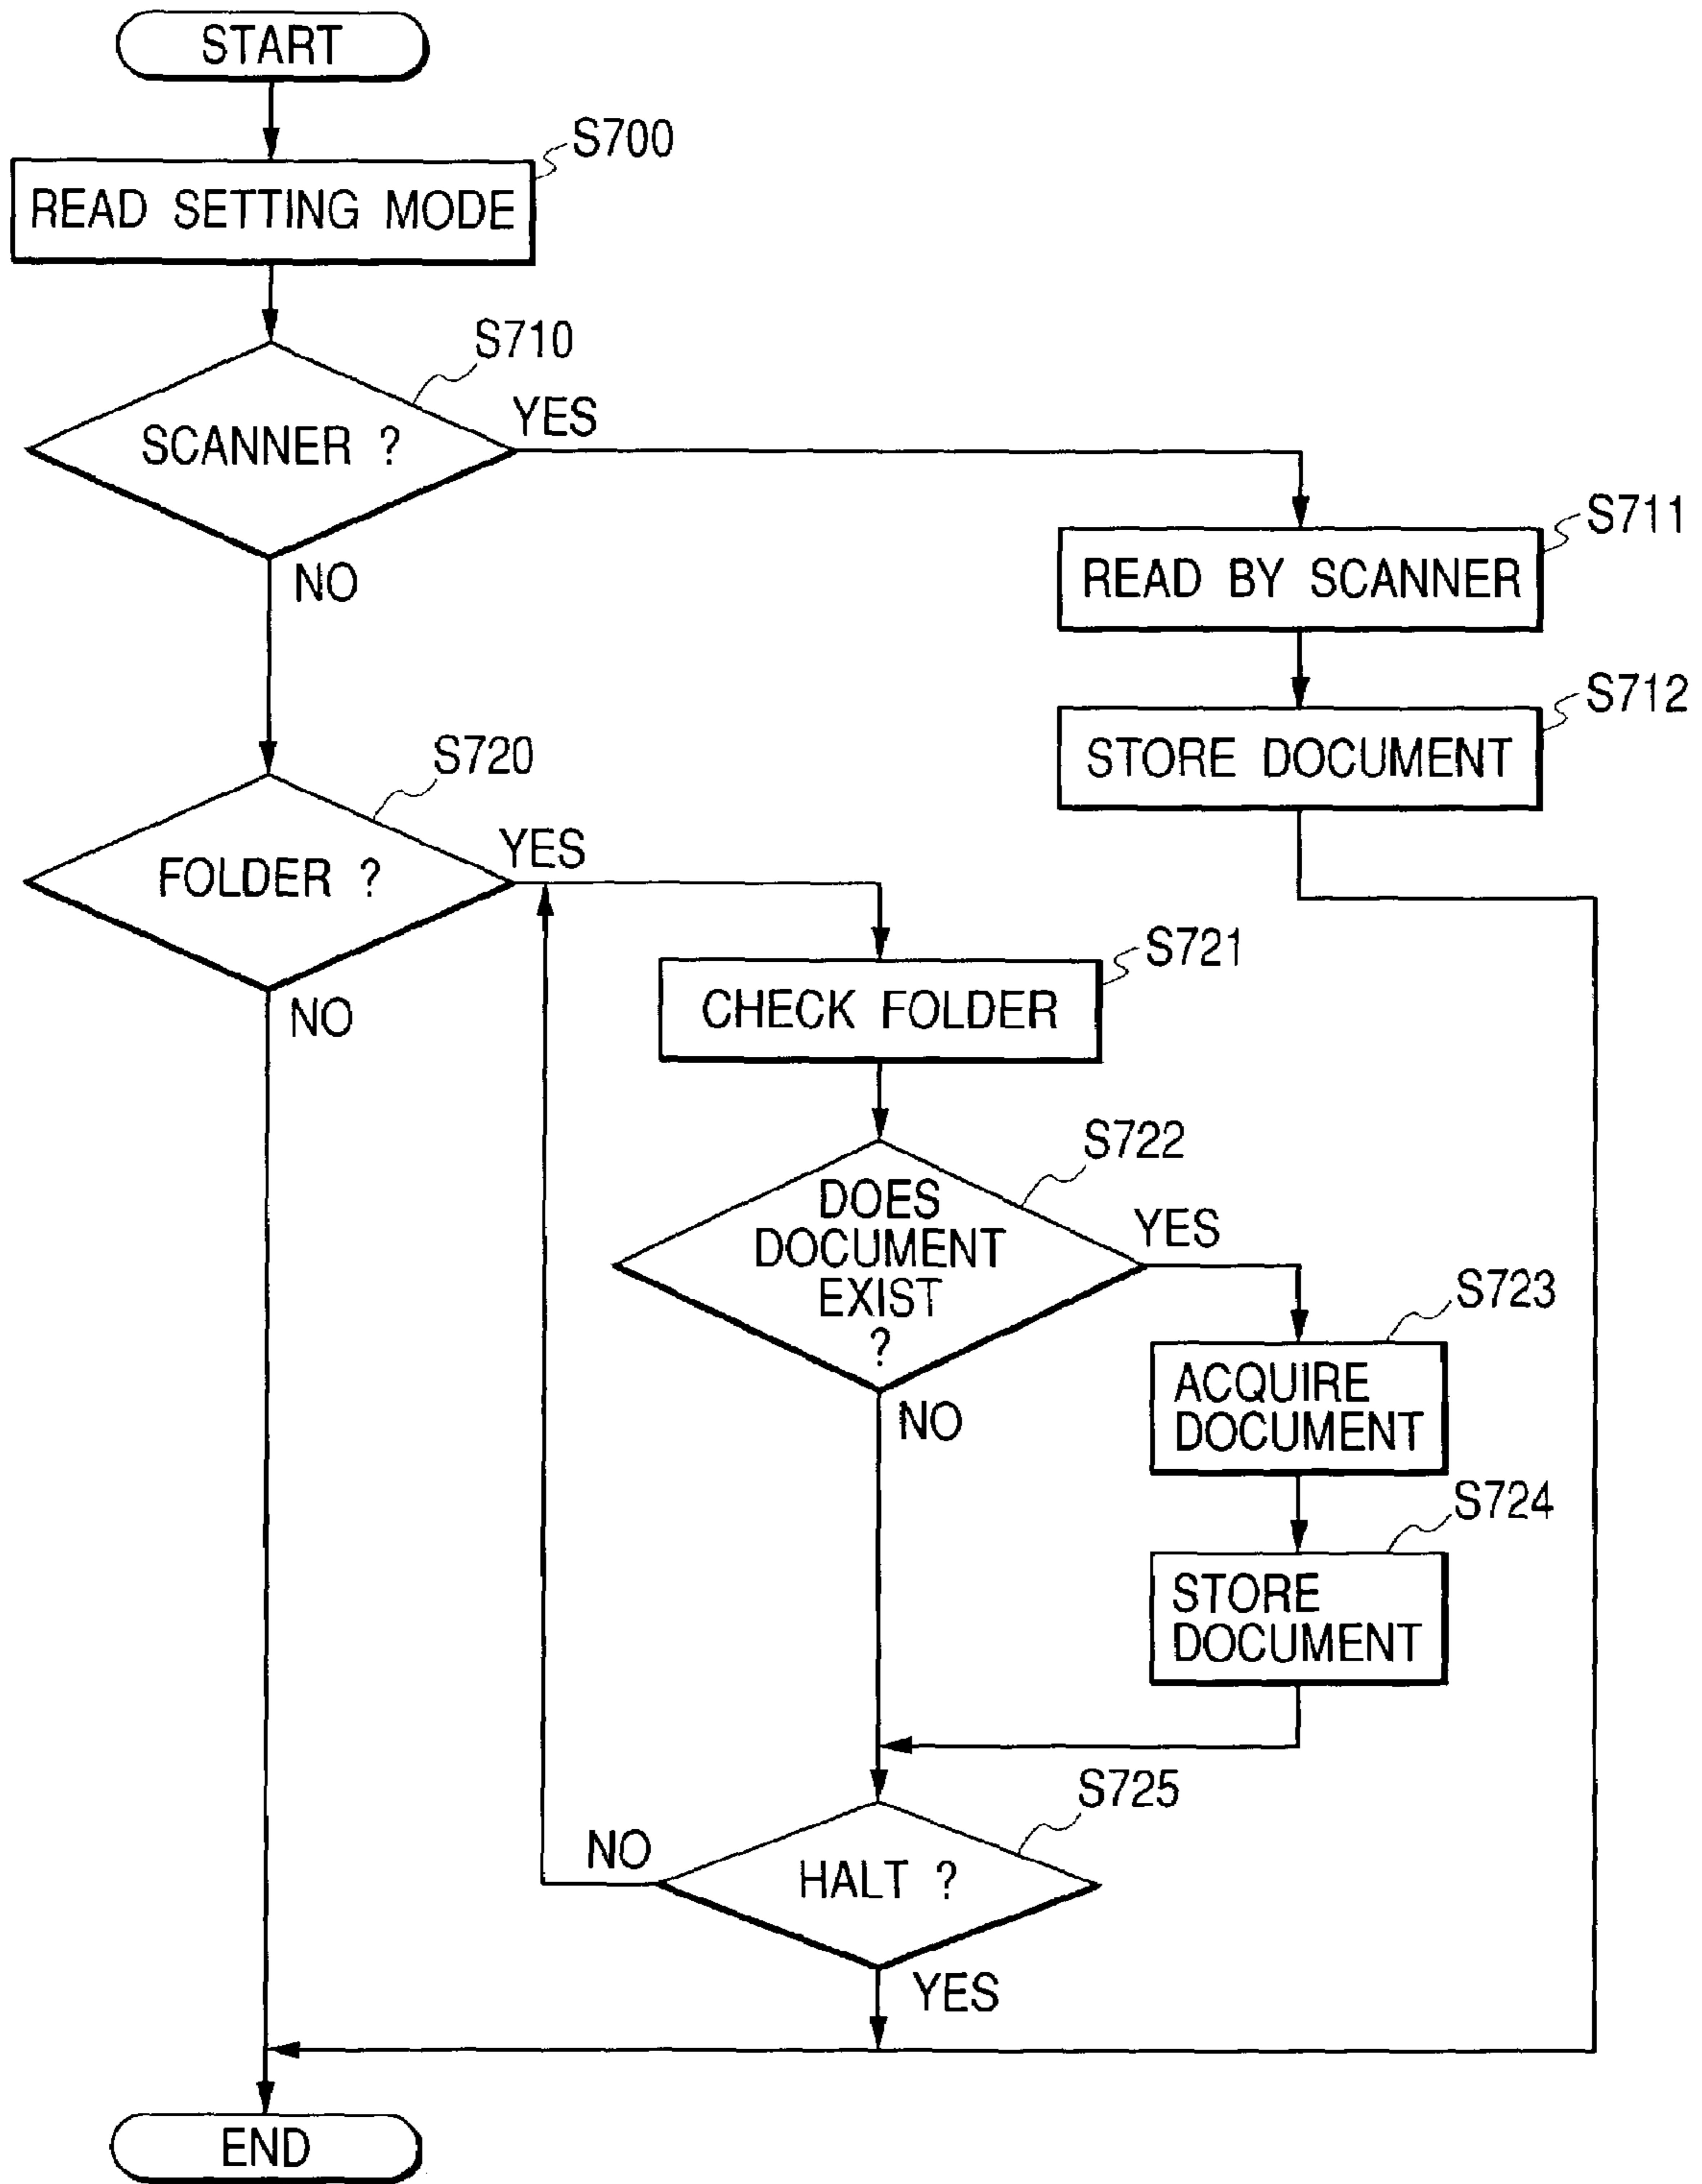 START
S700
READ SETTING MODE
S710
SCANNER ?
YES
NO
S711
READ BY SCANNER
S712
STORE DOCUMENT
S720
FOLDER ?
YES
NO
S721
CHECK FOLDER
S722
DOES
DOCUMENT
EXIST
?
YES
NO
S723
ACQUIRE
DOCUMENT
S724
STORE
DOCUMENT
S725
HALT ?
NO
YES
END